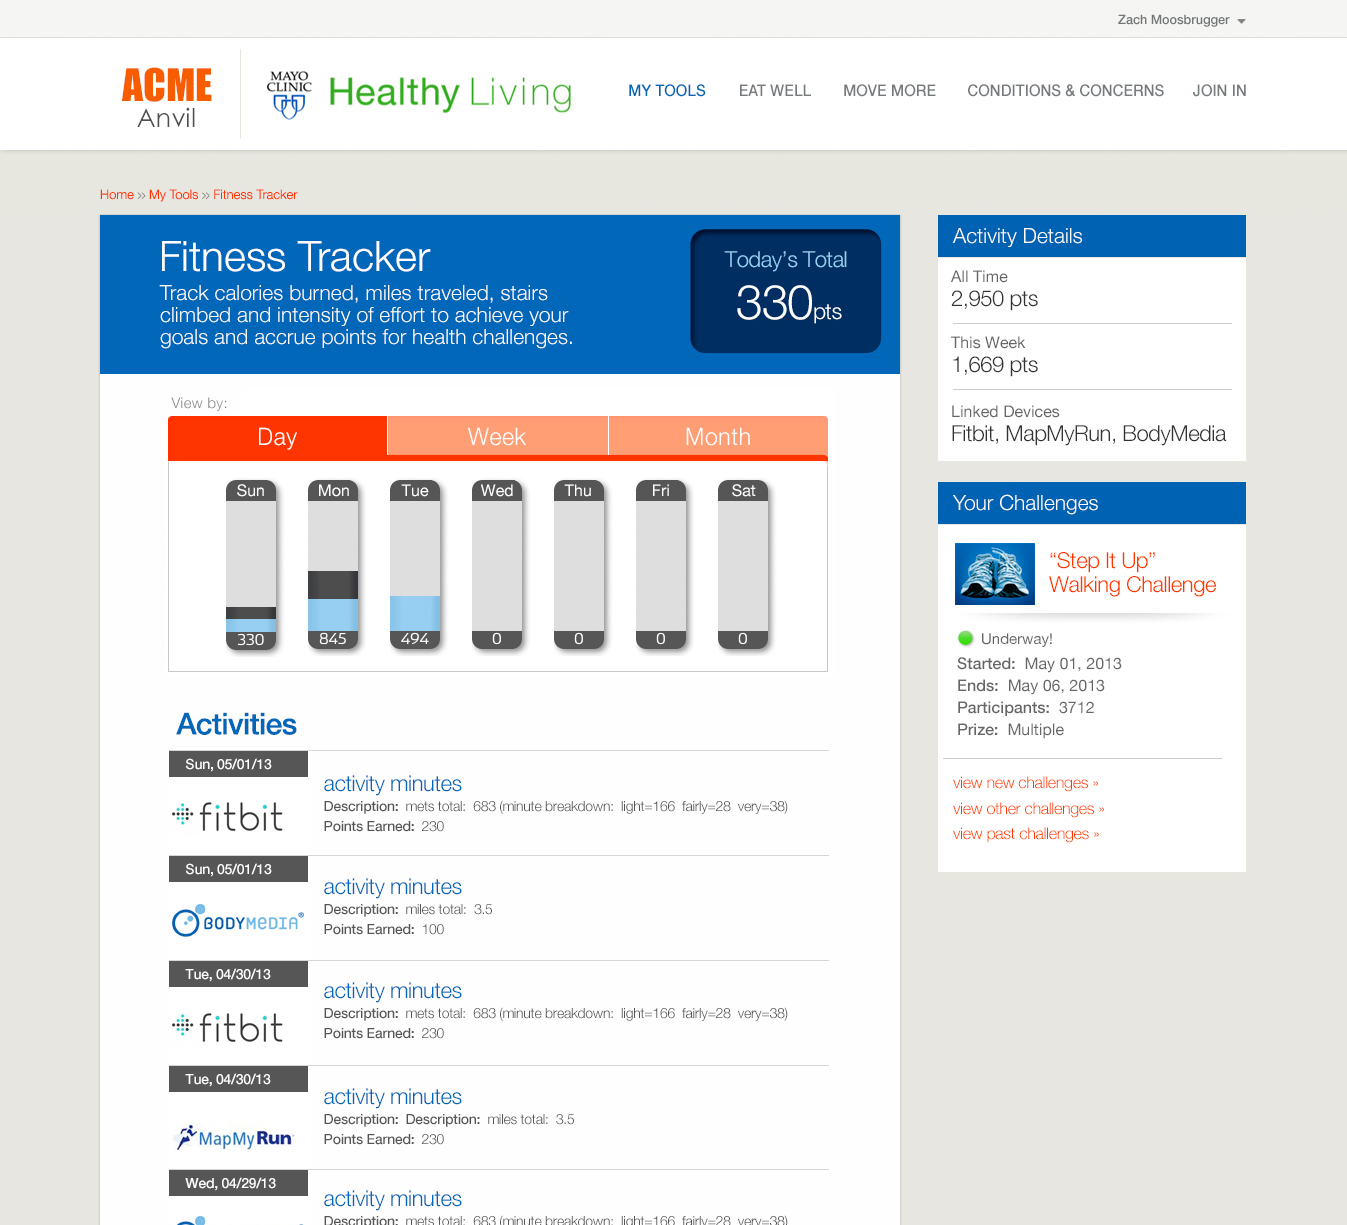 Zach Moosbrugger
ACME
Anvil
MAYO
CLINIC
Healthy Living
MY TOOLS
EAT WELL
MOVE MORE
CONDITIONS & CONCERNS
JOIN IN
Home » My Tools » Fitness Tracker
Fitness Tracker
Track calories burned, miles traveled, stairs
climbed and intensity of effort to achieve your
goals and accrue points for health challenges.
Today's Total
330pts
View by:
Day
Week
Month
Sun
Mon
Tue
Wed
Thu
Fri
Sat
330
845
494
0
0
0
0
Activities
Sun, 05/01/13
fitbit
activity minutes
Description: mets total: 683 (minute breakdown: light=166 fairly=28 very=38)
Points Earned: 230
Sun, 05/01/13
BODYMEDIA®
activity minutes
Description: miles total: 3.5
Points Earned: 100
Tue, 04/30/13
fitbit
activity minutes
Description: mets total: 683 (minute breakdown: light=166 fairly=28 very=38)
Points Earned: 230
Tue, 04/30/13
MapMyRun
activity minutes
Description: Description: miles total: 3.5
Points Earned: 230
Wed, 04/29/13
activity minutes
Description: mets total: 683 (minute breakdown: light=166 fairly=28 very=38)
Activity Details
All Time
2,950 pts
This Week
1,669 pts
Linked Devices
Fitbit, MapMyRun, BodyMedia
Your Challenges
“Step It Up”
Walking Challenge
Underway!
Started: May 01, 2013
Ends: May 06, 2013
Participants: 3712
Prize: Multiple
view new challenges »
view other challenges »
view past challenges »